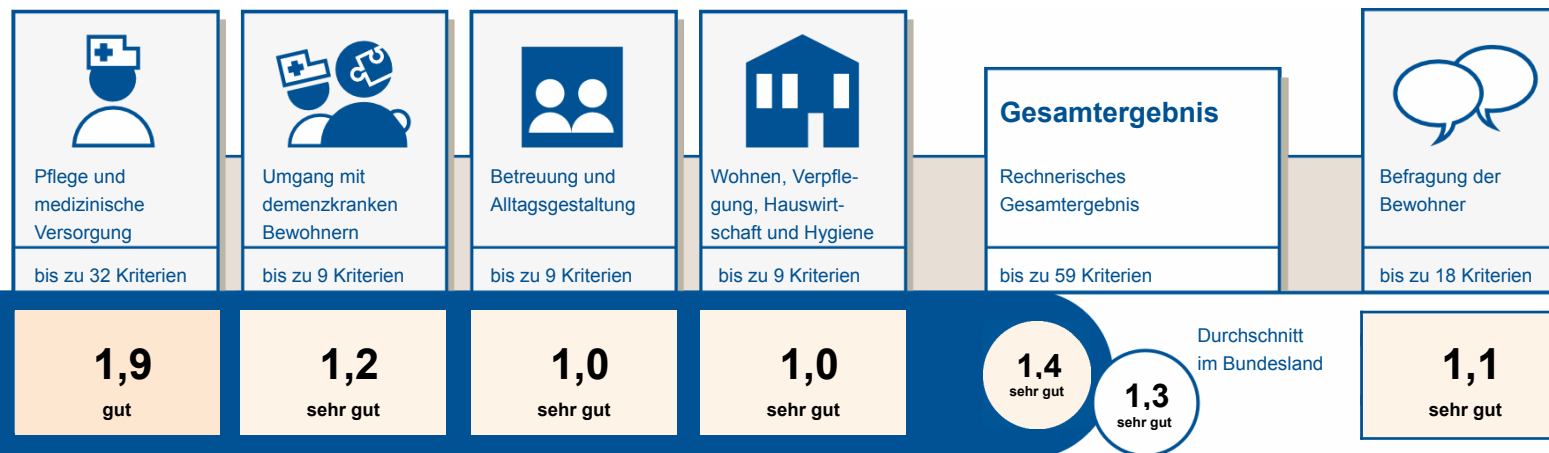 Pflege und
medizinische
Versorgung
bis zu 32 Kriterien
1,9
gut
Umgang mit
demenzkranken
Bewohnern
bis zu 9 Kriterien
1,2
sehr gut
Betreuung und
Alltagsgestaltung
bis zu 9 Kriterien
1,0
sehr gut
Wohnen, Verpfle-
gung, Hauswirt-
schaft und Hygiene
bis zu 9 Kriterien
1,0
sehr gut
Gesamtergebnis
Rechnerisches
Gesamtergebnis
bis zu 59 Kriterien
1,4
sehr gut
1,3
sehr gut
Durchschnitt
im Bundesland
Befragung der
Bewohner
bis zu 18 Kriterien
1,1
sehr gut